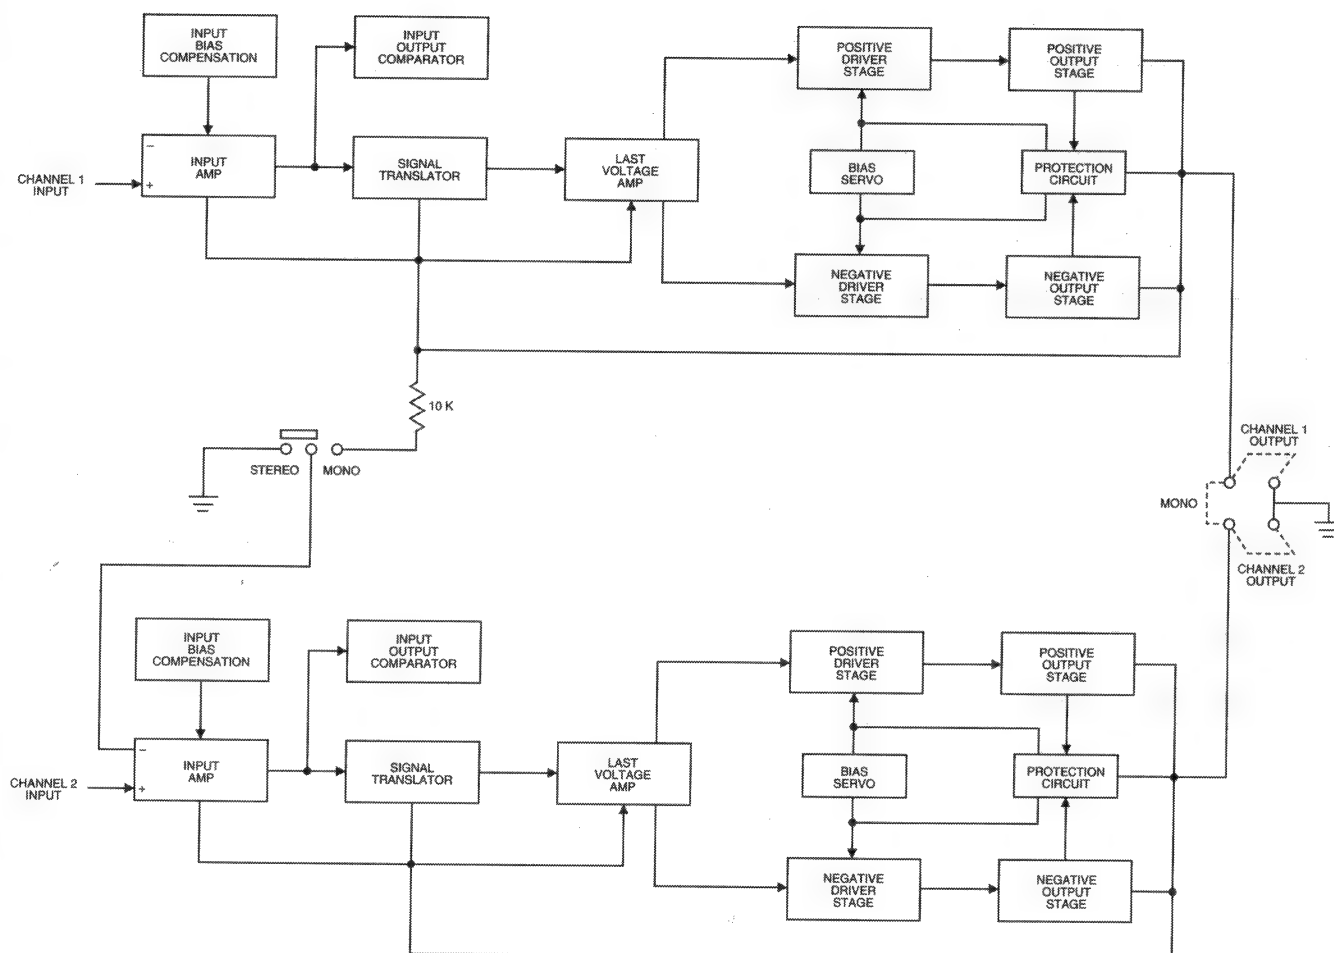 INPUT
BIAS
COMPENSATION
INPUT
OUTPUT
COMPARATOR
POSITIVE
DRIVER
STAGE
POSITIVE
OUTPUT
STAGE
CHANNEL 1
INPUT
−
+
INPUT
AMP
SIGNAL
TRANSLATOR
LAST
VOLTAGE
AMP
BIAS
SERVO
PROTECTION
CIRCUIT
NEGATIVE
DRIVER
STAGE
NEGATIVE
OUTPUT
STAGE
10 K
STEREO
MONO
CHANNEL 1
OUTPUT
MONO
CHANNEL 2
OUTPUT
INPUT
BIAS
COMPENSATION
INPUT
OUTPUT
COMPARATOR
POSITIVE
DRIVER
STAGE
POSITIVE
OUTPUT
STAGE
CHANNEL 2
INPUT
−
+
INPUT
AMP
SIGNAL
TRANSLATOR
LAST
VOLTAGE
AMP
BIAS
SERVO
PROTECTION
CIRCUIT
NEGATIVE
DRIVER
STAGE
NEGATIVE
OUTPUT
STAGE